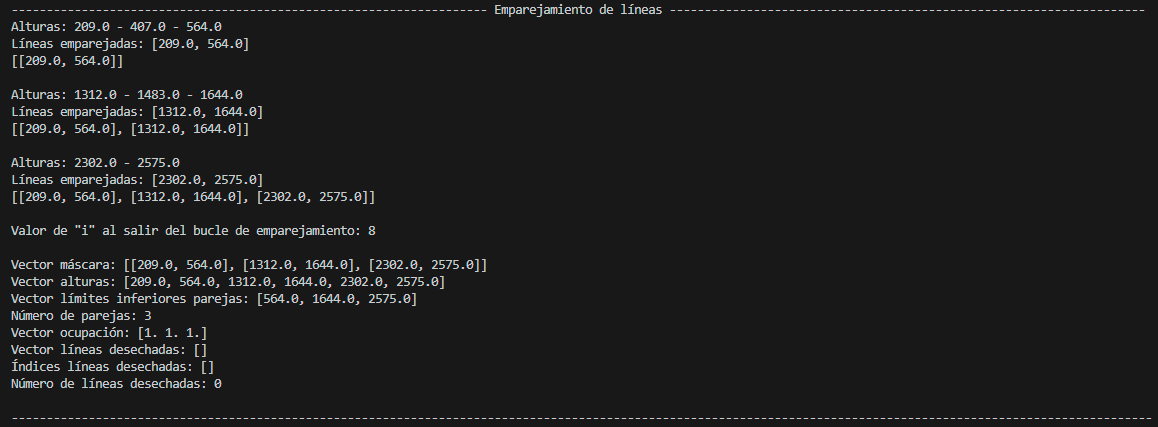 -------------------------------------------------------------------- Emparejamiento de líneas --------------------------------------------------------------------
Alturas: 209.0 - 407.0 - 564.0
Líneas emparejadas: [209.0, 564.0]
[[209.0, 564.0]]
Alturas: 1312.0 - 1483.0 - 1644.0
Líneas emparejadas: [1312.0, 1644.0]
[[209.0, 564.0], [1312.0, 1644.0]]
Alturas: 2302.0 - 2575.0
Líneas emparejadas: [2302.0, 2575.0]
[[209.0, 564.0], [1312.0, 1644.0], [2302.0, 2575.0]]
Valor de "i" al salir del bucle de emparejamiento: 8
Vector máscara: [[209.0, 564.0], [1312.0, 1644.0], [2302.0, 2575.0]]
Vector alturas: [209.0, 564.0, 1312.0, 1644.0, 2302.0, 2575.0]
Vector límites inferiores parejas: [564.0, 1644.0, 2575.0]
Número de parejas: 3
Vector ocupación: [1. 1. 1.]
Vector líneas desechadas: []
Índices líneas desechadas: []
Número de líneas desechadas: 0
-------------------------------------------------------------------------------------------------------------------------------------------------------------------